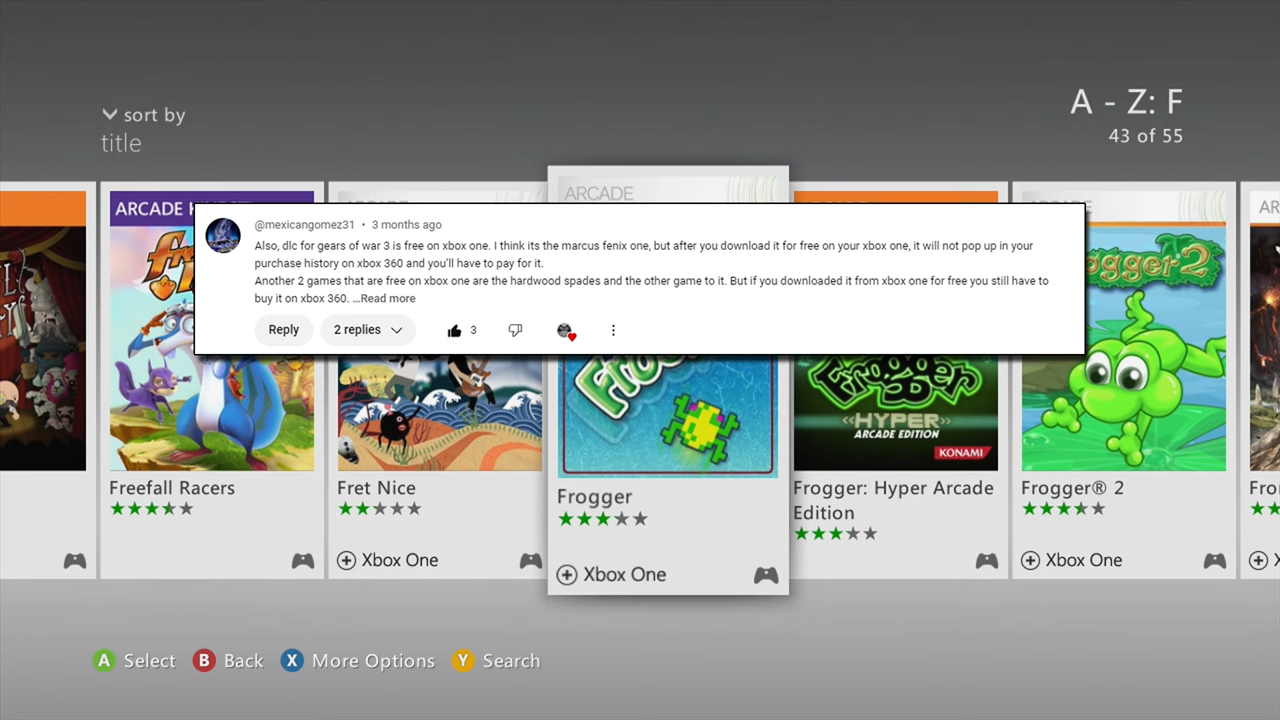 sort by
title
A - Z: F
43 of 55
ARCADE
ARCADE
@mexicangomez31 • 3 months ago
Also, dlc for gears of war 3 is free on xbox one. I think its the marcus fenix one, but after you download it for free on your xbox one, it will not pop up in your
purchase history on xbox 360 and you'll have to pay for it.
Another 2 games that are free on xbox one are the hardwood spades and the other game to it. But if you downloaded it from xbox one for free you still have to
buy it on xbox 360. ...Read more
Reply
2 replies
3
Frogger
HYPER
ARCADE EDITION
KONAMI
Freefall Racers
Fret Nice
Xbox One
Frogger
Xbox One
Frogger: Hyper Arcade
Edition
Frogger® 2
Xbox One
A Select
B Back
X More Options
Y Search